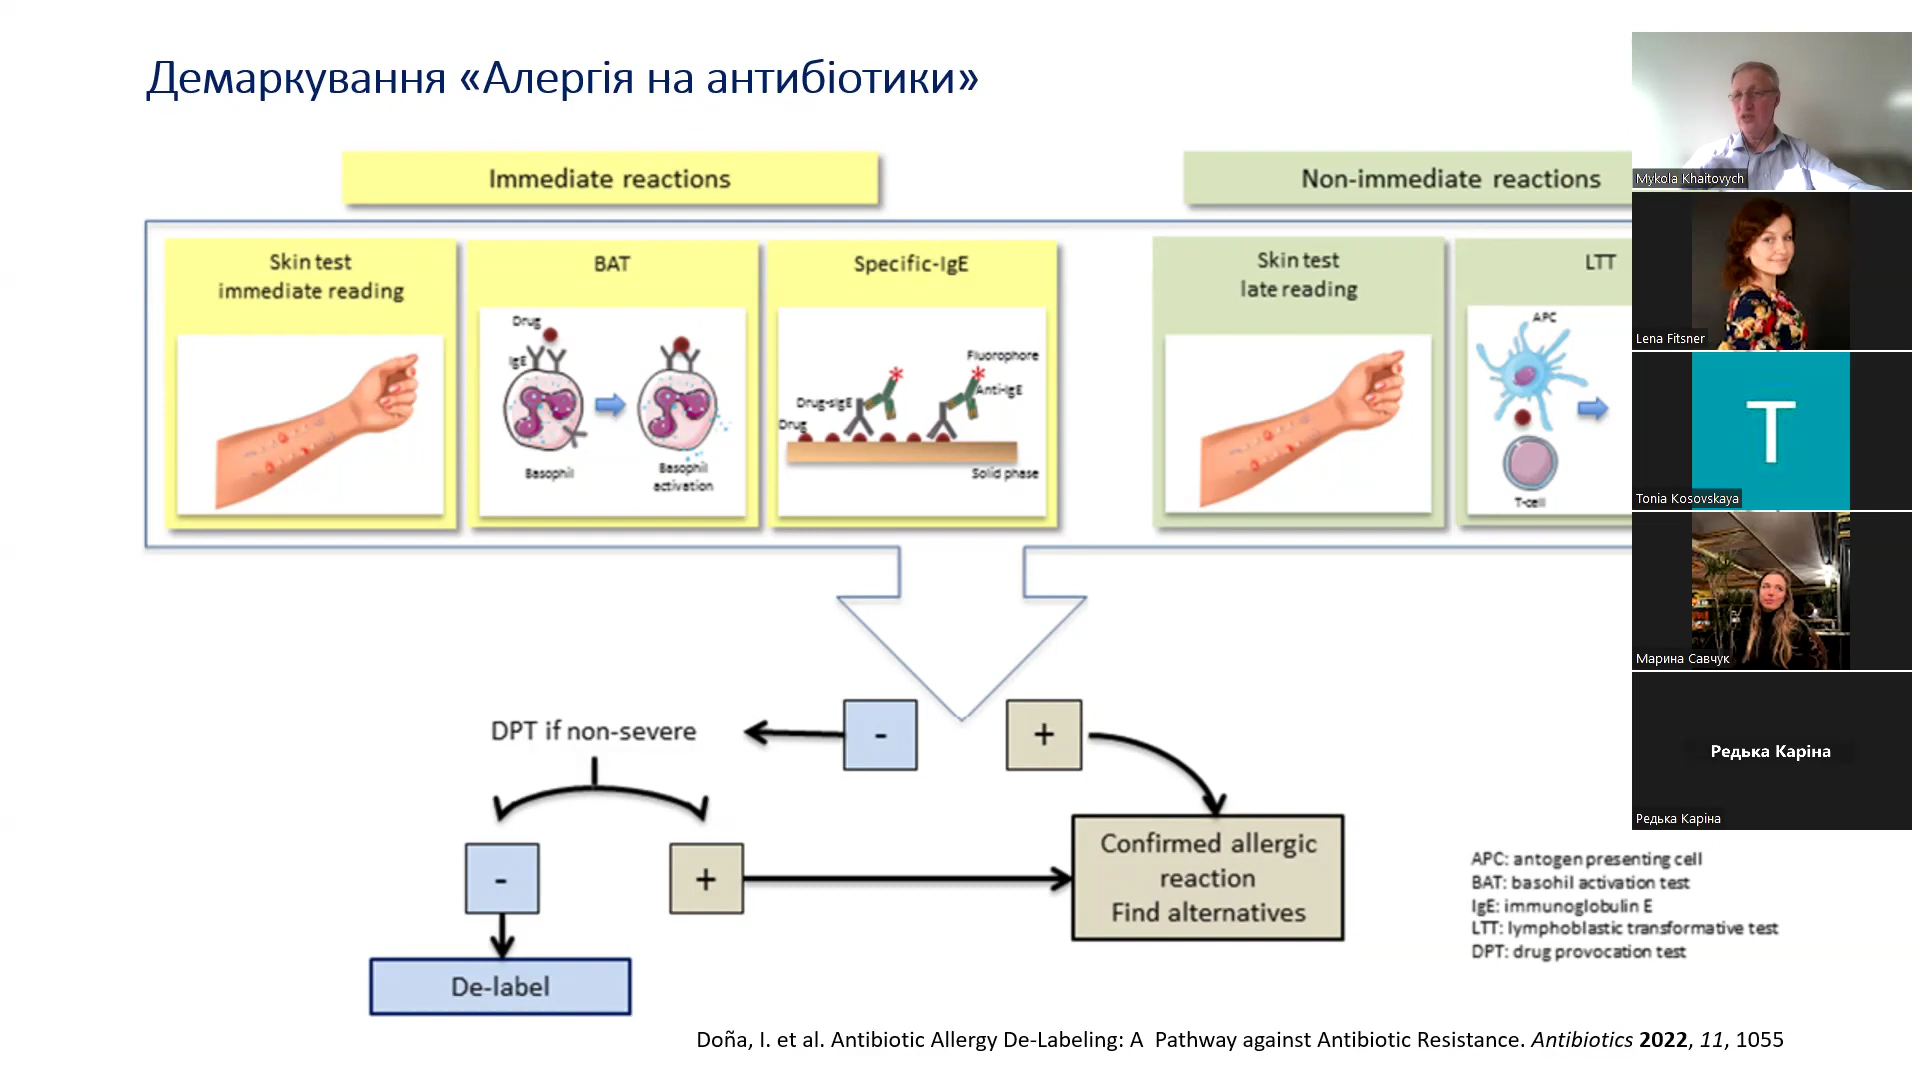 Демаркування «Алергія на антибіотики»
Immediate reactions
Non-immediate reactions
Skin test
immediate reading
BAT
Drug
IgE
Basophil
Basophil
activation
Specific-IgE
Fluorophore
Anti-IgE
Drug-sIgE
Drug
Solid phase
Skin test
late reading
LTT
APC
T-cell
DPT if non-severe
-
+
-
+
Confirmed allergic
reaction
Find alternatives
De-label
APC: antogen presenting cell
BAT: basohil activation test
IgE: immunoglobulin E
LTT: lymphoblastic transformative test
DPT: drug provocation test
Doña, I. et al. Antibiotic Allergy De-Labeling: A Pathway against Antibiotic Resistance. Antibiotics 2022, 11, 1055
Mykola Khaitovych
Lena Fitsner
T
Tonia Kosovskaya
Марина Савчук
Редька Каріна
Редька Каріна